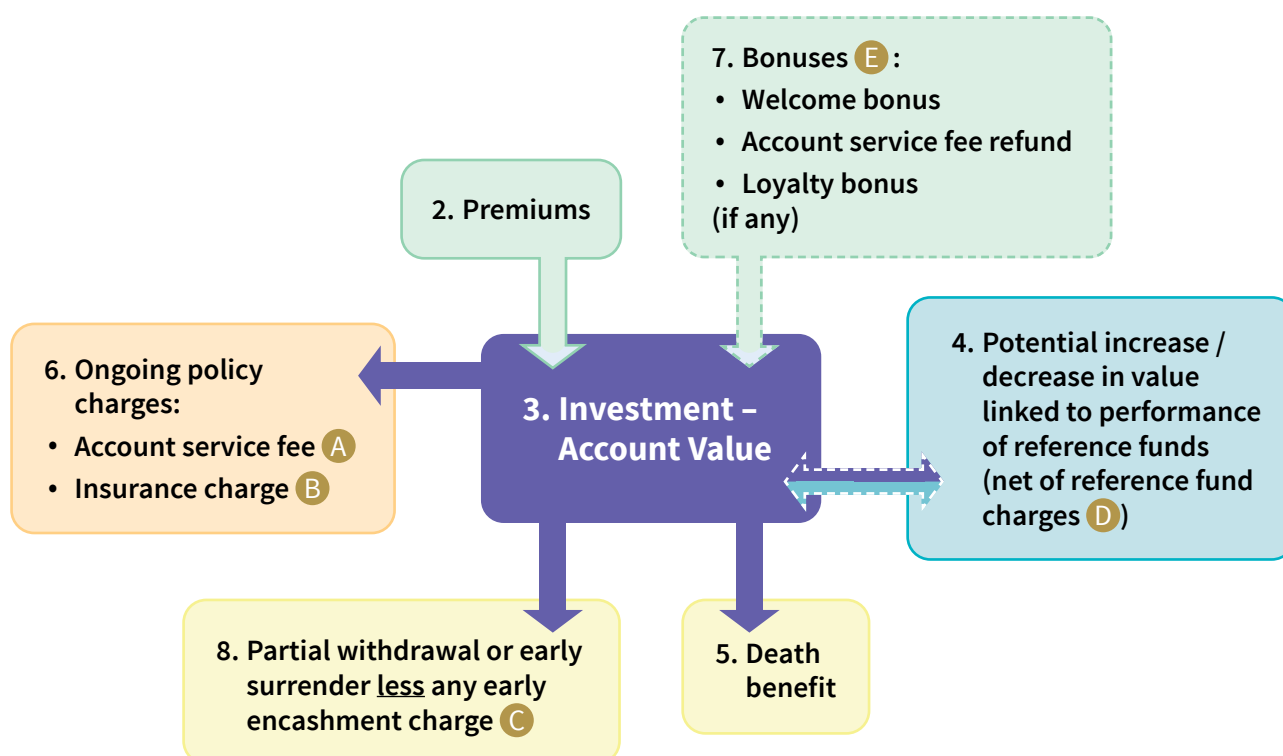 7. Bonuses E :
• Welcome bonus
• Account service fee refund
• Loyalty bonus
(if any)
2. Premiums
6. Ongoing policy
charges:
• Account service fee A
• Insurance charge B
3. Investment –
Account Value
4. Potential increase /
decrease in value
linked to performance
of reference funds
(net of reference fund
charges D )
8. Partial withdrawal or early
surrender less any early
encashment charge C
5. Death
benefit